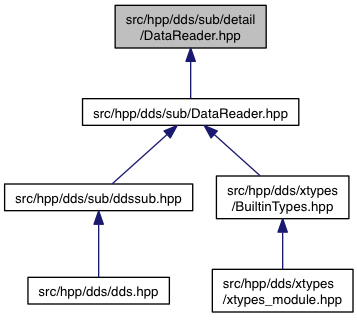 src/hpp/dds/sub/detail
/DataReader.hpp
src/hpp/dds/sub/DataReader.hpp
src/hpp/dds/sub/ddssub.hpp
src/hpp/dds/xtypes
/BuiltinTypes.hpp
src/hpp/dds/dds.hpp
src/hpp/dds/xtypes
/xtypes_module.hpp